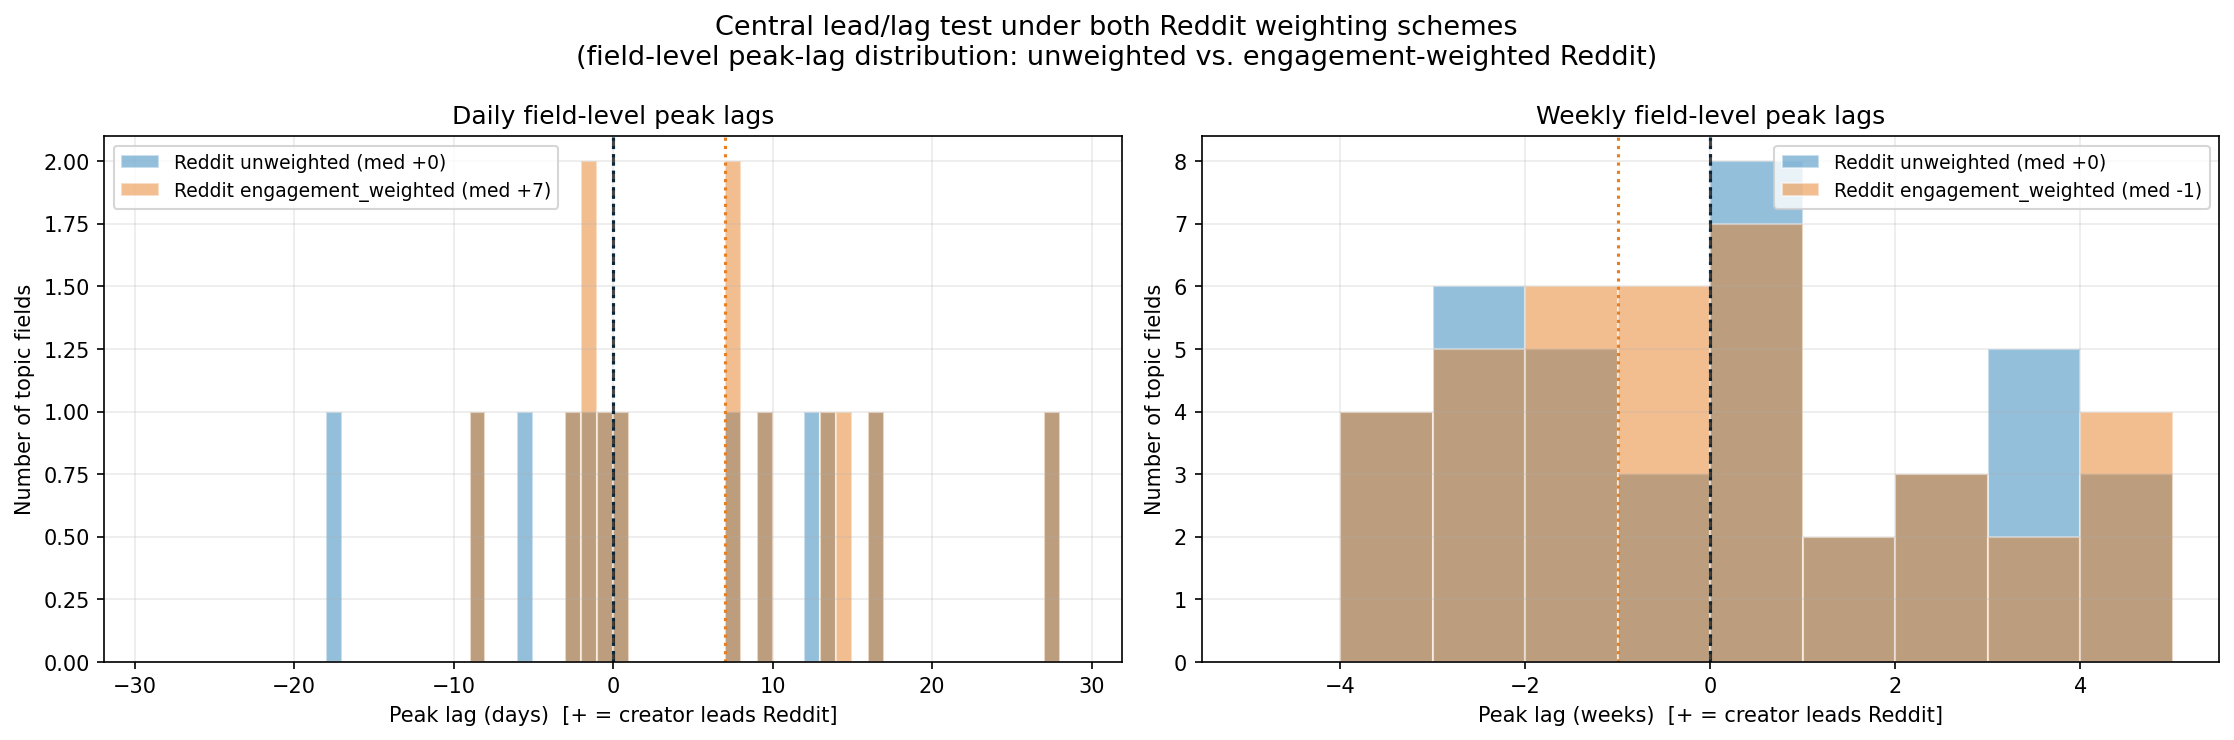 Central lead/lag test under both Reddit weighting schemes
(field-level peak-lag distribution: unweighted vs. engagement-weighted Reddit)
Daily field-level peak lags
Reddit unweighted (med +0)
Reddit engagement_weighted (med +7)
Number of topic fields
2.00
1.75
1.50
1.25
1.00
0.75
0.50
0.25
0.00
−30 −20 −10 0 10 20 30
Peak lag (days)  [+ = creator leads Reddit]
Weekly field-level peak lags
Reddit unweighted (med +0)
Reddit engagement_weighted (med -1)
Number of topic fields
8
7
6
5
4
3
2
1
0
−4 −2 0 2 4
Peak lag (weeks)  [+ = creator leads Reddit]